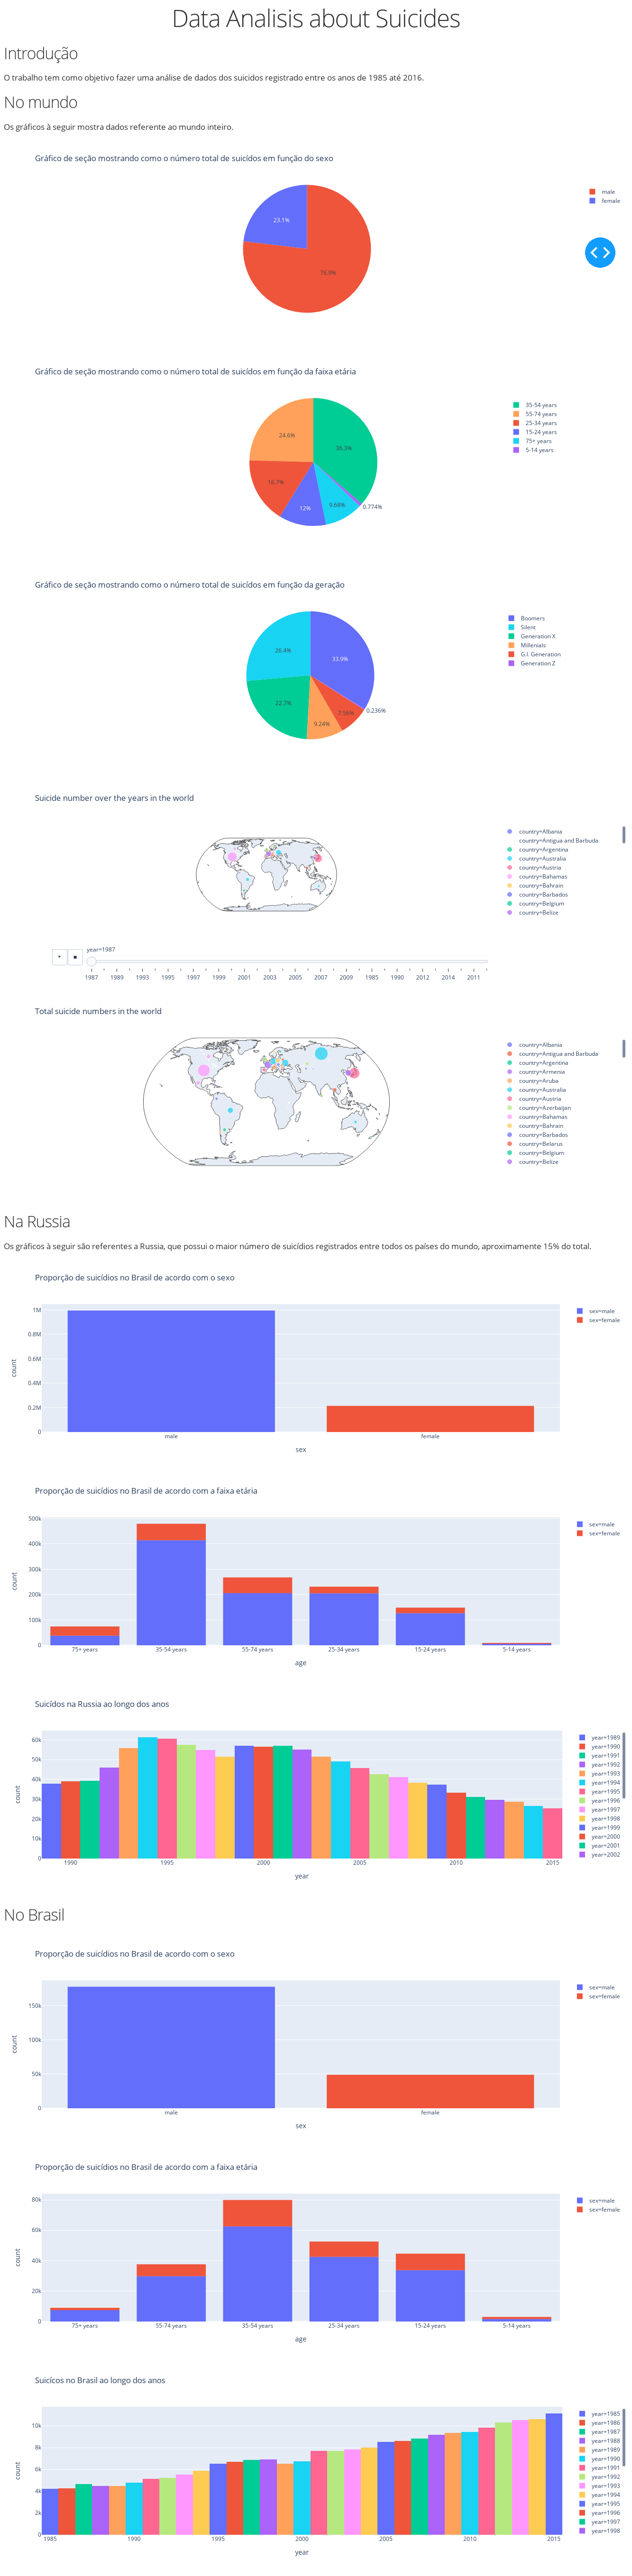 Data Analisis about Suicides
Introdução
O trabalho tem como objetivo fazer uma análise de dados dos suicidos registrado entre os anos de 1985 até 2016.
No mundo
Os gráficos à seguir mostra dados referente ao mundo inteiro.
Gráfico de seção mostrando como o número total de suicídos em função do sexo
male
female
23.1%
76.9%
Gráfico de seção mostrando como o número total de suicídos em função da faixa etária
35-54 years
55-74 years
25-34 years
15-24 years
75+ years
5-14 years
24.6%
36.3%
16.7%
12%
9.68%
0.774%
Gráfico de seção mostrando como o número total de suicídos em função da geração
Boomers
Silent
Generation X
Millenials
G.I. Generation
Generation Z
26.4%
33.9%
22.7%
9.24%
7.56%
0.236%
Suicide number over the years in the world
country=Albania
country=Antigua and Barbuda
country=Argentina
country=Australia
country=Austria
country=Bahamas
country=Bahrain
country=Barbados
country=Belgium
country=Belize
year=1987
1987 1989 1993 1995 1997 1999 2001 2003 2005 2007 2009 1985 1990 2012 2014 2011
Total suicide numbers in the world
country=Albania
country=Antigua and Barbuda
country=Argentina
country=Armenia
country=Aruba
country=Australia
country=Austria
country=Azerbaijan
country=Bahamas
country=Bahrain
country=Barbados
country=Belarus
country=Belgium
country=Belize
Na Russia
Os gráficos à seguir são referentes a Russia, que possui o maior número de suicídios registrados entre todos os países do mundo, aproximamente 15% do total.
Proporção de suicídios no Brasil de acordo com o sexo
1M
0.8M
0.6M
0.4M
0.2M
0
count
male female
sex
sex=male
sex=female
Proporção de suicídios no Brasil de acordo com a faixa etária
500k
400k
300k
200k
100k
0
count
75+ years 35-54 years 55-74 years 25-34 years 15-24 years 5-14 years
age
sex=male
sex=female
Suicídos na Russia ao longo dos anos
60k
50k
40k
30k
20k
10k
0
count
1990 1995 2000 2005 2010 2015
year
year=1989
year=1990
year=1991
year=1992
year=1993
year=1994
year=1995
year=1996
year=1997
year=1998
year=1999
year=2000
year=2001
year=2002
No Brasil
Proporção de suicídios no Brasil de acordo com o sexo
150k
100k
50k
0
count
male female
sex
sex=male
sex=female
Proporção de suicídios no Brasil de acordo com a faixa etária
80k
60k
40k
20k
0
count
75+ years 55-74 years 35-54 years 25-34 years 15-24 years 5-14 years
age
sex=male
sex=female
Suicícos no Brasil ao longo dos anos
10k
8k
6k
4k
2k
0
count
1985 1990 1995 2000 2005 2010 2015
year
year=1985
year=1986
year=1987
year=1988
year=1989
year=1990
year=1991
year=1992
year=1993
year=1994
year=1995
year=1996
year=1997
year=1998